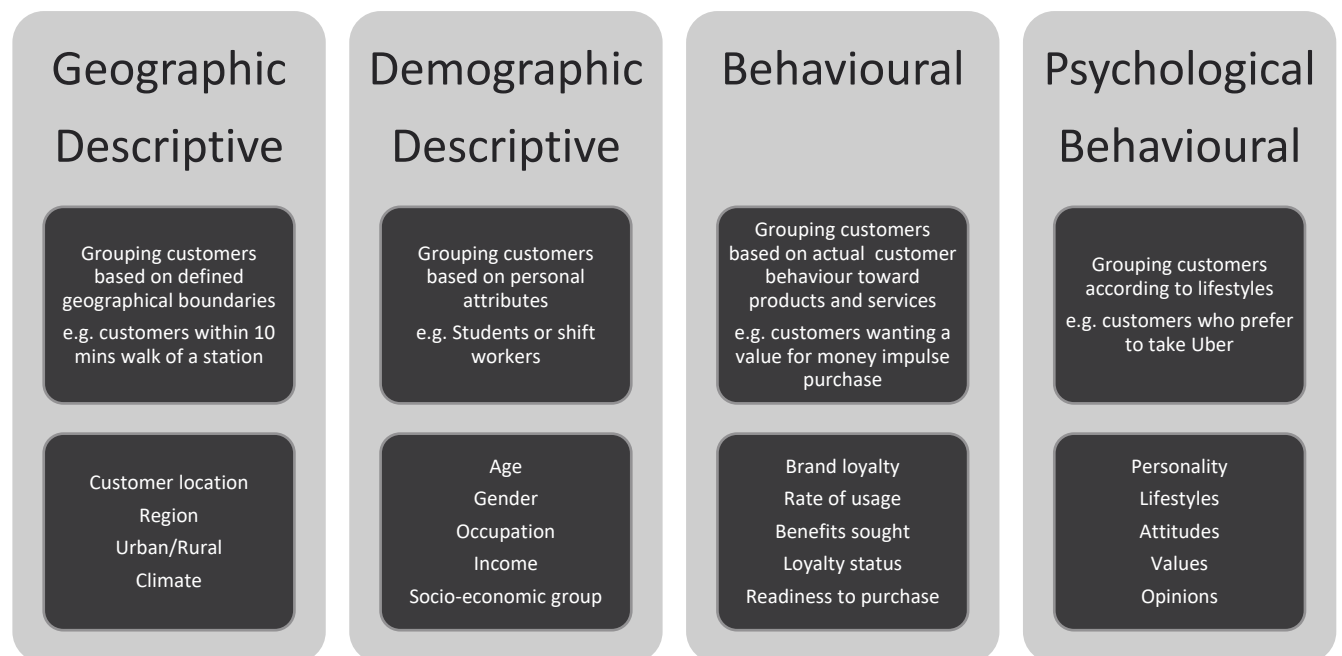 Geographic
Descriptive
Grouping customers
based on defined
geographical boundaries
e.g. customers within 10
mins walk of a station
Customer location
Region
Urban/Rural
Climate
Demographic
Descriptive
Grouping customers
based on personal
attributes
e.g. Students or shift
workers
Age
Gender
Occupation
Income
Socio-economic group
Behavioural
Grouping customers
based on actual  customer
behaviour toward
products and services
e.g. customers wanting a
value for money impulse
purchase
Brand loyalty
Rate of usage
Benefits sought
Loyalty status
Readiness to purchase
Psychological
Behavioural
Grouping customers
according to lifestyles
e.g. customers who prefer
to take Uber
Personality
Lifestyles
Attitudes
Values
Opinions